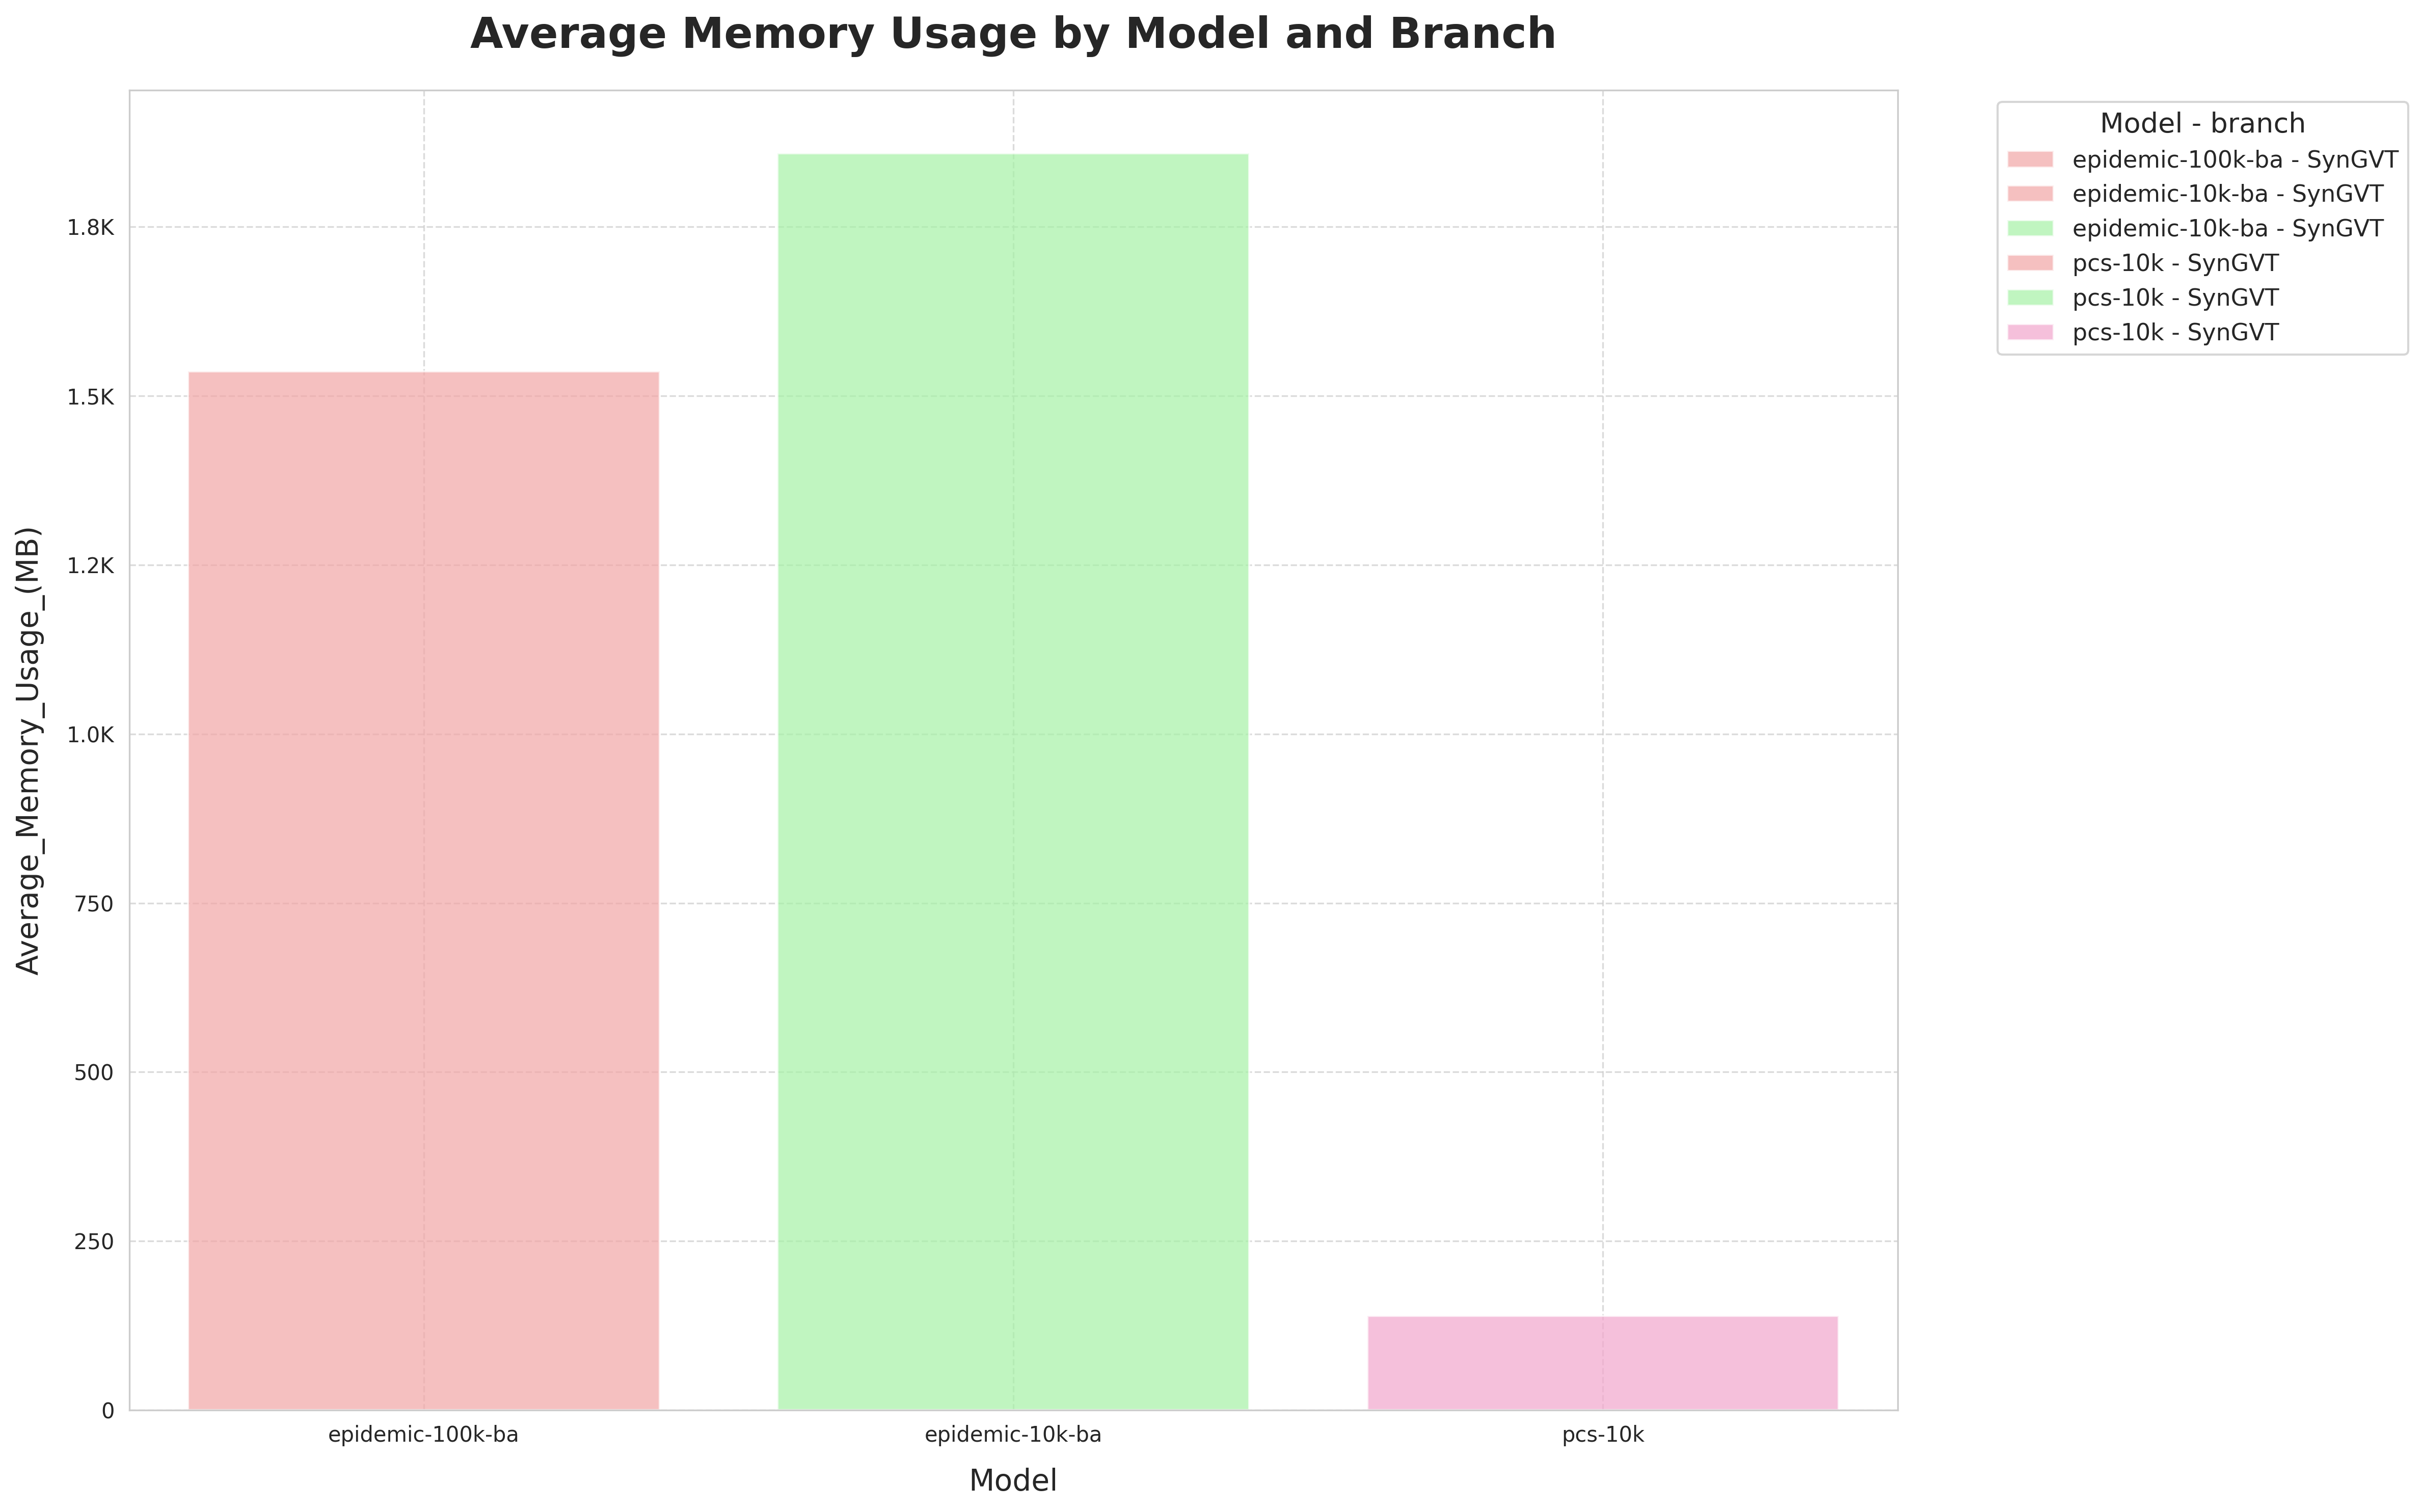 Average Memory Usage by Model and Branch
Model - branch
epidemic-100k-ba - SynGVT
epidemic-10k-ba - SynGVT
epidemic-10k-ba - SynGVT
pcs-10k - SynGVT
pcs-10k - SynGVT
pcs-10k - SynGVT
Average_Memory_Usage_(MB)
1.8K
1.5K
1.2K
1.0K
750
500
250
0
epidemic-100k-ba
epidemic-10k-ba
pcs-10k
Model